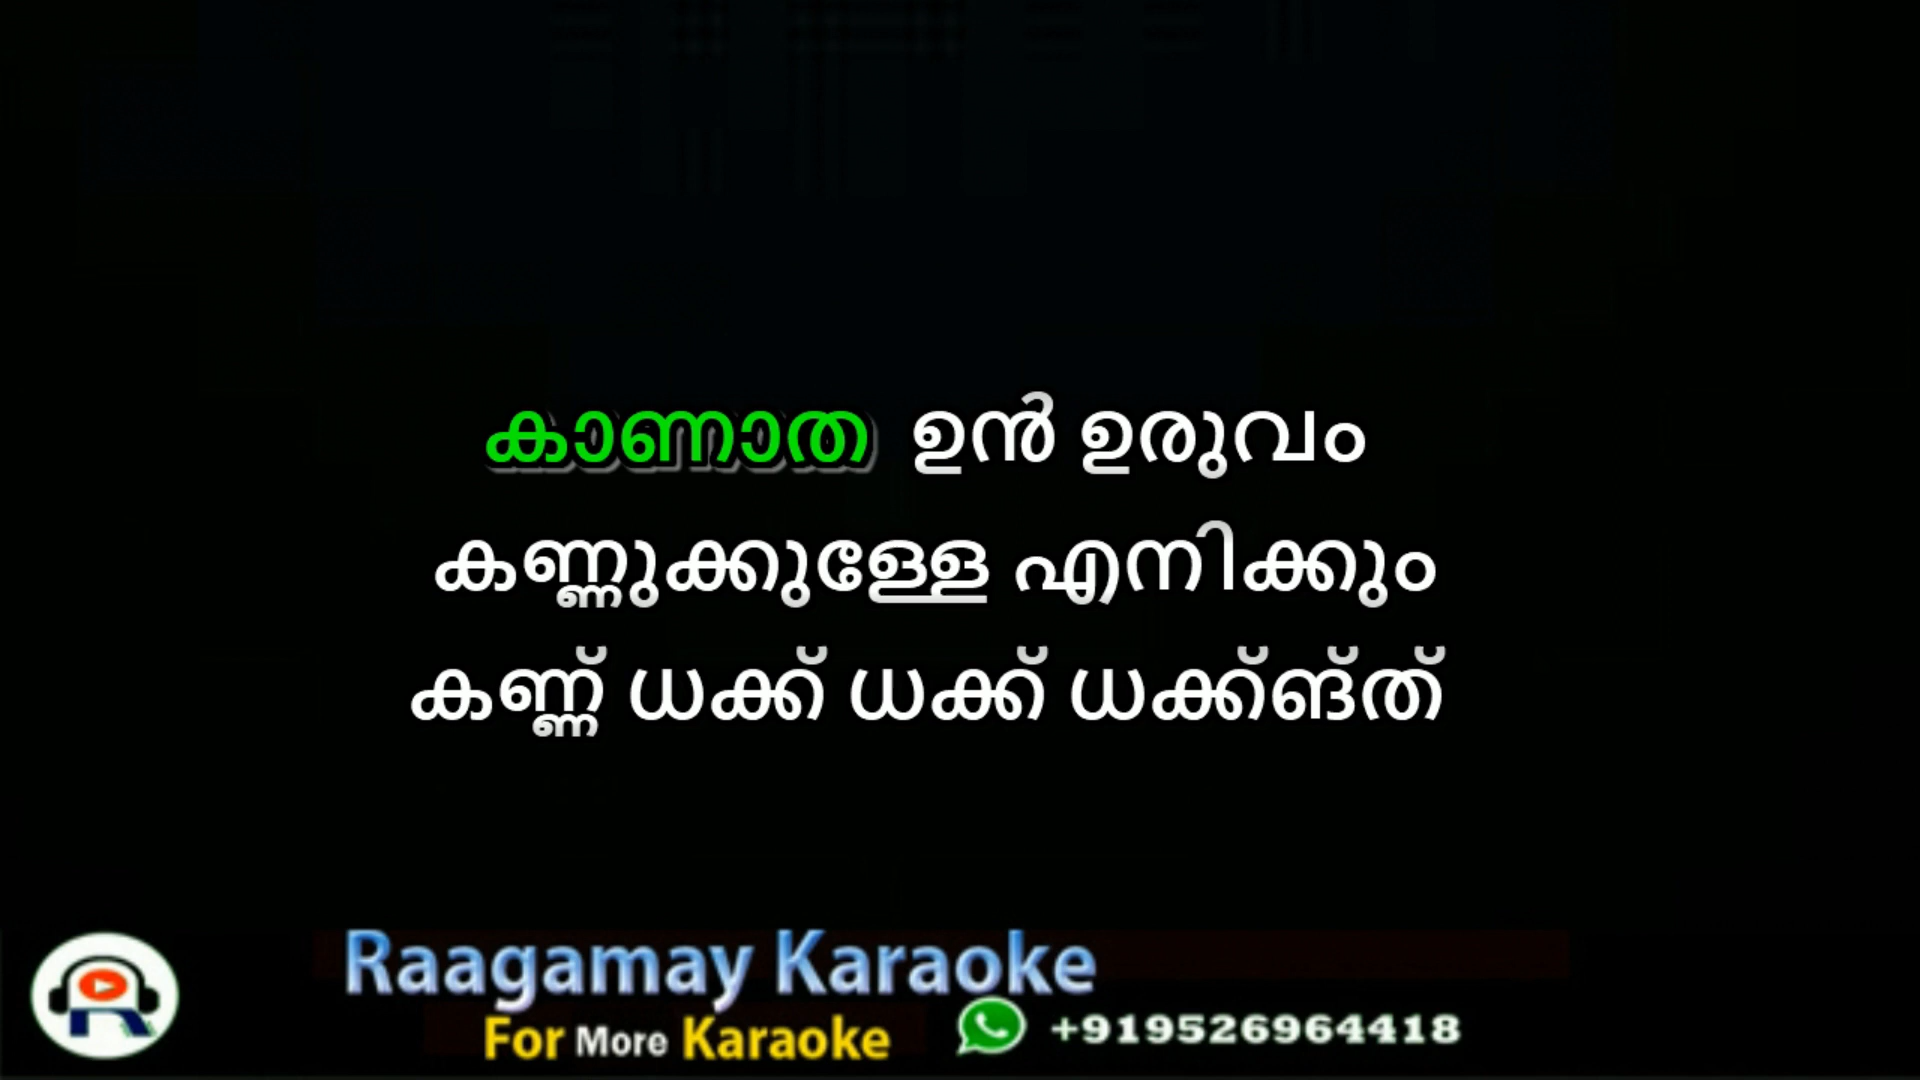 കാണാത ഉൻ ഉരുവം
കണ്ണുക്കുള്ളേ എനിക്കും
കണ്ണ് ധക്ക് ധക്ക് ധക്ക്ങ്ത്
Raagamay Karaoke
For More Karaoke +919526964418